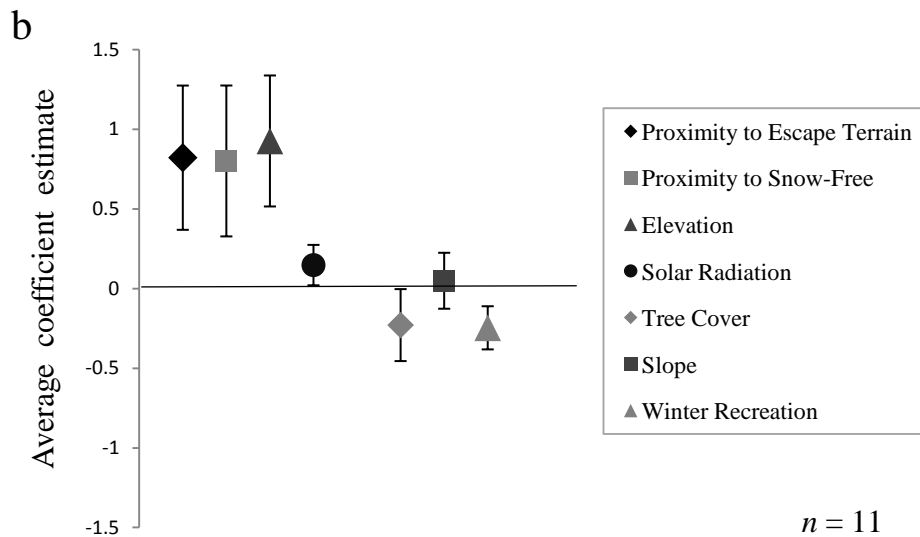 b
Average coefficient estimate
1.5
1
0.5
0
-0.5
-1
-1.5
Proximity to Escape Terrain
Proximity to Snow-Free
Elevation
Solar Radiation
Tree Cover
Slope
Winter Recreation
n = 11